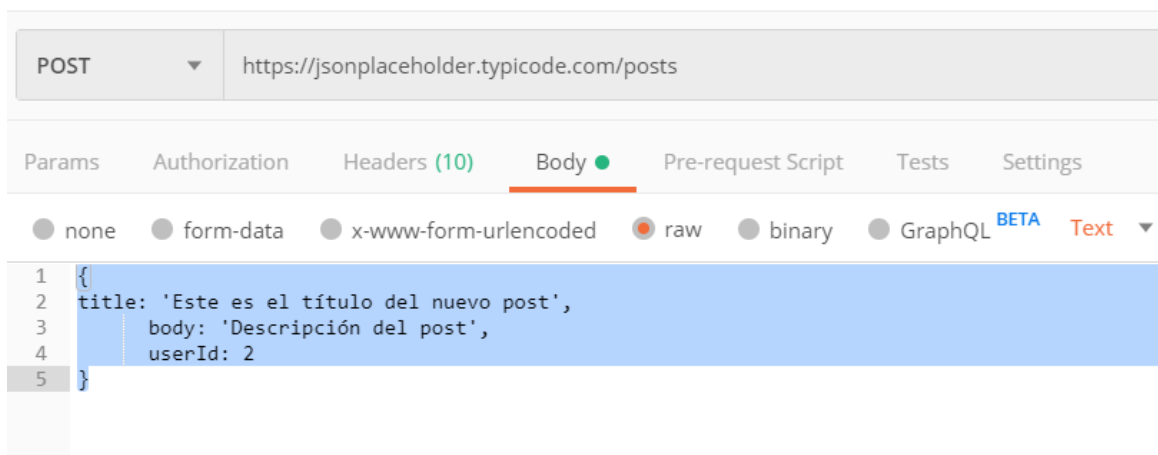 POST https://jsonplaceholder.typicode.com/posts
Params Authorization Headers (10) Body Pre-request Script Tests Settings
none form-data x-www-form-urlencoded raw binary GraphQL BETA Text
1 {
2 title: 'Este es el título del nuevo post',
3 body: 'Descripción del post',
4 userId: 2
5 }